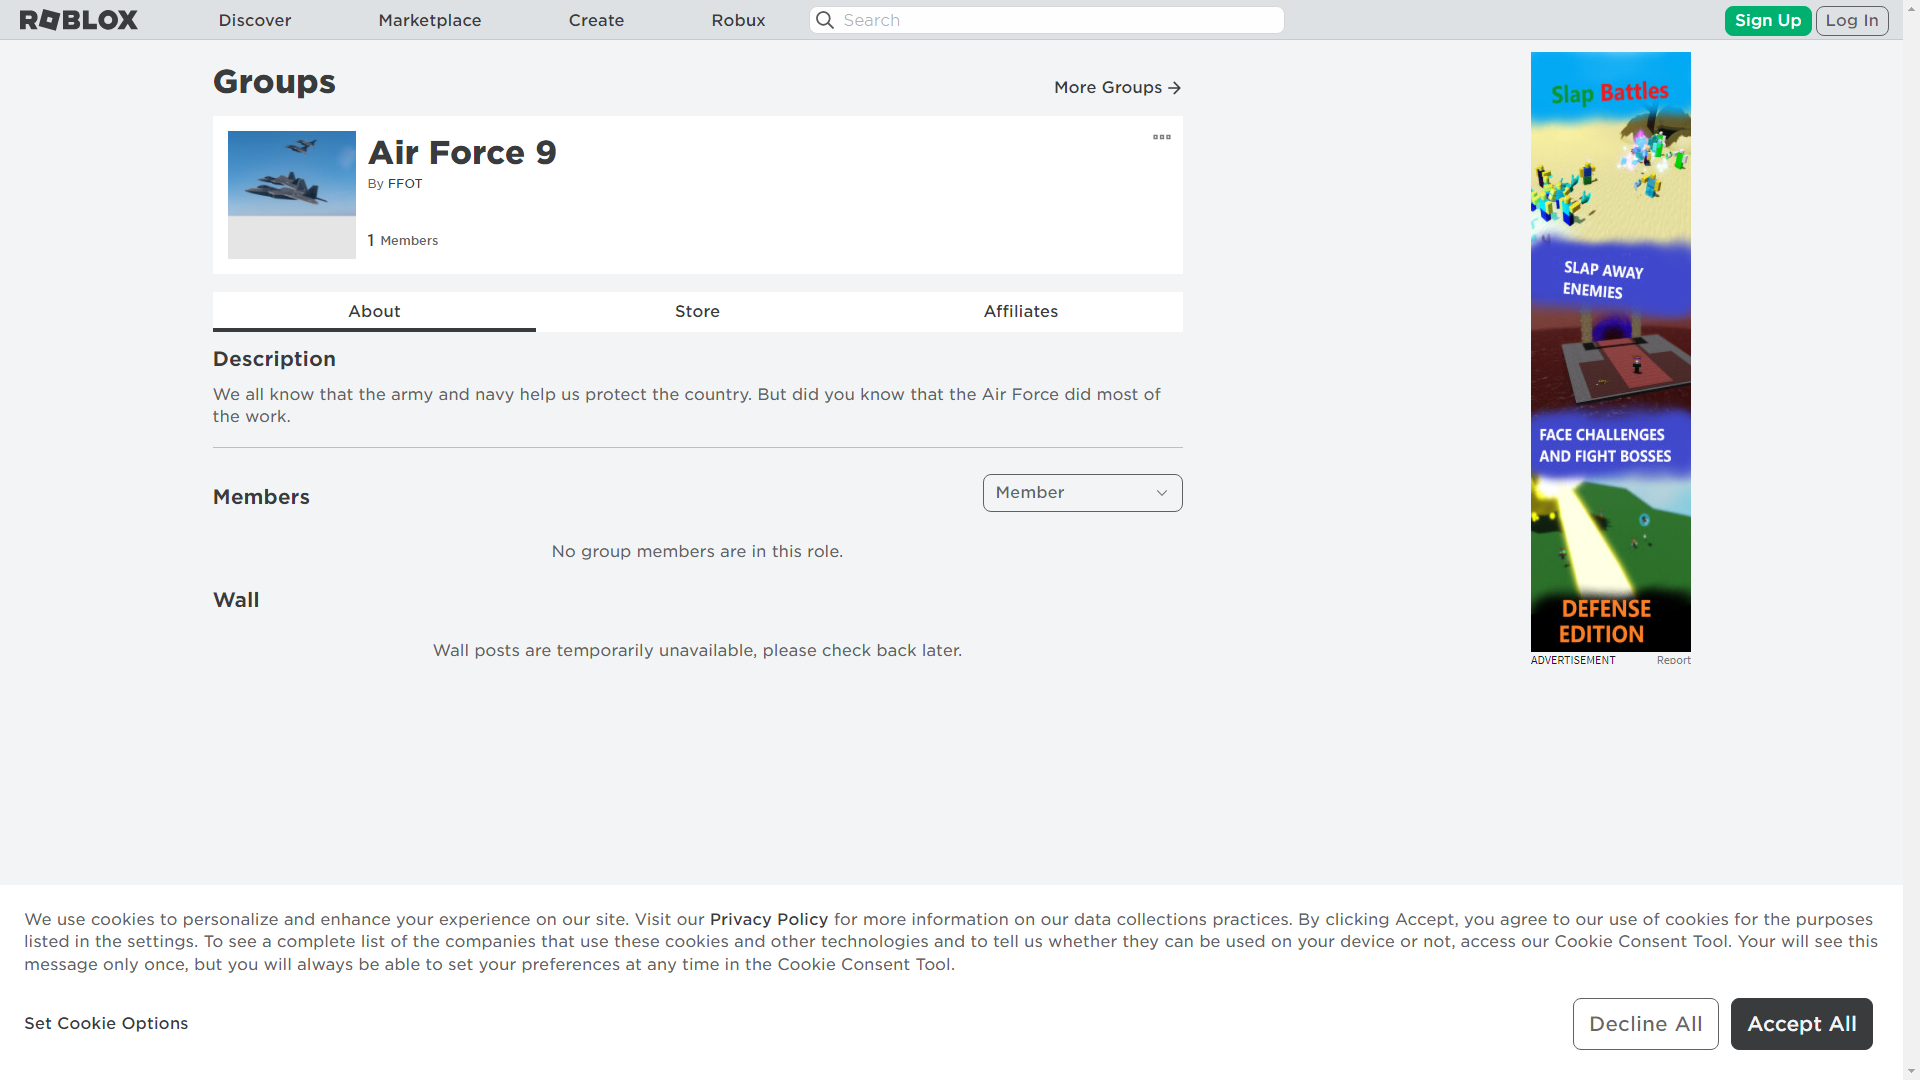 ROBLOX
Discover
Marketplace
Create
Robux
Search
Sign Up
Log In
Groups
More Groups
Air Force 9
By FFOT
1 Members
About
Store
Affiliates
Description
We all know that the army and navy help us protect the country. But did you know that the Air Force did most of
the work.
Members
Member
No group members are in this role.
Wall
Wall posts are temporarily unavailable, please check back later.
Slap Battles
SLAP AWAY
ENEMIES
FACE CHALLENGES
AND FIGHT BOSSES
DEFENSE
EDITION
ADVERTISEMENT
Report
We use cookies to personalize and enhance your experience on our site. Visit our Privacy Policy for more information on our data collections practices. By clicking Accept, you agree to our use of cookies for the purposes
listed in the settings. To see a complete list of the companies that use these cookies and other technologies and to tell us whether they can be used on your device or not, access our Cookie Consent Tool. Your will see this
message only once, but you will always be able to set your preferences at any time in the Cookie Consent Tool.
Set Cookie Options
Decline All
Accept All